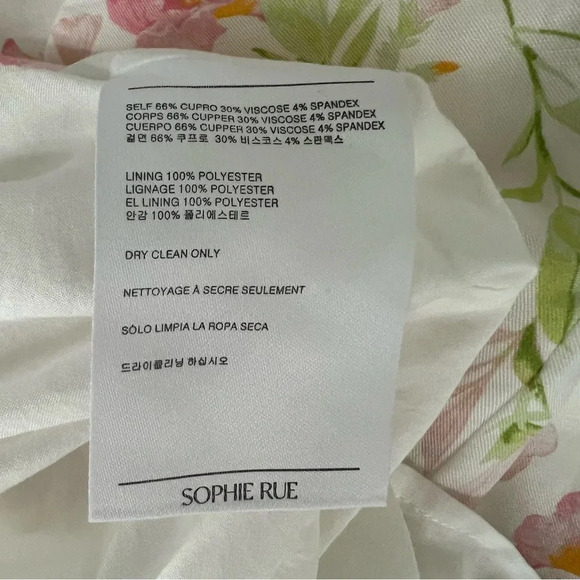 SELF 66% CUPRO 30% VISCOSE 4% SPANDEX
CORPS 66% CUPPER 30% VISCOSE 4% SPANDEX
CUERPO 66% CUPPER 30% VISCOSE 4% SPANDEX
겉면 66% 쿠프로 30% 비스코스 4% 스판덱스
LINING 100% POLYESTER
LIGNAGE 100% POLYESTER
EL LINING 100% POLYESTER
안감 100% 폴리에스테르
DRY CLEAN ONLY
NETTOYAGE À SECRE SEULEMENT
SÓLO LIMPIA LA ROPA SECA
드라이클리닝 하십시오
SOPHIE RUE